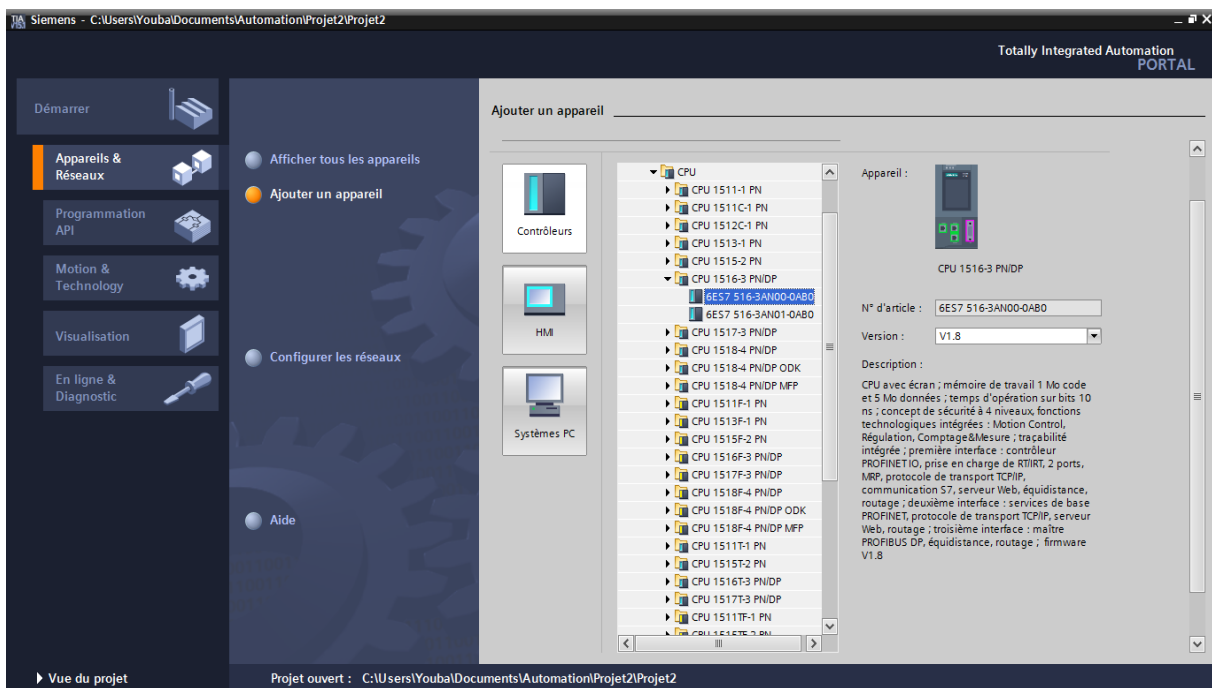 Siemens - C:\Users\Youba\Documents\Automation\Projet2\Projet2
Totally Integrated Automation
PORTAL
Démarrer
Appareils &
Réseaux
Programmation
API
Motion &
Technology
Visualisation
En ligne &
Diagnostic
Afficher tous les appareils
Ajouter un appareil
Configurer les réseaux
Aide
Ajouter un appareil
Contrôleurs
HMI
Systèmes PC
CPU
CPU 1511-1 PN
CPU 1511C-1 PN
CPU 1512C-1 PN
CPU 1513-1 PN
CPU 1515-2 PN
CPU 1516-3 PN/DP
6ES7 516-3AN00-0AB0
6ES7 516-3AN01-0AB0
CPU 1517-3 PN/DP
CPU 1518-4 PN/DP
CPU 1518-4 PN/DP ODK
CPU 1518-4 PN/DP MFP
CPU 1511F-1 PN
CPU 1513F-1 PN
CPU 1515F-2 PN
CPU 1516F-3 PN/DP
CPU 1517F-3 PN/DP
CPU 1518F-4 PN/DP
CPU 1518F-4 PN/DP ODK
CPU 1518F-4 PN/DP MFP
CPU 1511T-1 PN
CPU 1515T-2 PN
CPU 1516T-3 PN/DP
CPU 1517T-3 PN/DP
CPU 1511TF-1 PN
CPU 1515TF-2 PN
Appareil :
CPU 1516-3 PN/DP
N° d'article : 6ES7 516-3AN00-0AB0
Version : V1.8
Description :
CPU avec écran ; mémoire de travail 1 Mo code
et 5 Mo données ; temps d'opération sur bits 10
ns ; concept de sécurité à 4 niveaux, fonctions
technologiques intégrées : Motion Control,
Régulation, Comptage&Mesure ; traçabilité
intégrée ; première interface : contrôleur
PROFINET IO, prise en charge de RT/IRT, 2 ports,
MRP, protocole de transport TCP/IP,
communication S7, serveur Web, équidistance,
routage ; deuxième interface : services de base
PROFINET, protocole de transport TCP/IP, serveur
Web, routage ; troisième interface : maître
PROFIBUS DP, équidistance, routage ; firmware
V1.8
Vue du projet
Projet ouvert : C:\Users\Youba\Documents\Automation\Projet2\Projet2